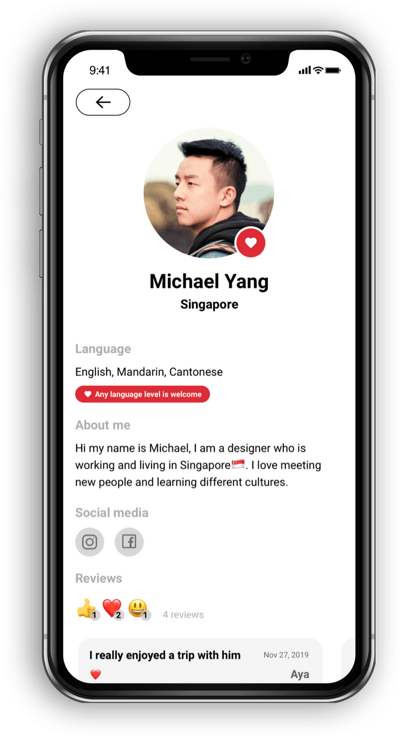 9:41
Michael Yang
Singapore
Language
English, Mandarin, Cantonese
Any language level is welcome
About me
Hi my name is Michael, I am a designer who is
working and living in Singapore🇸🇬. I love meeting
new people and learning different cultures.
Social media
Reviews
1 2 1 4 reviews
I really enjoyed a trip with him Nov 27, 2019
Aya